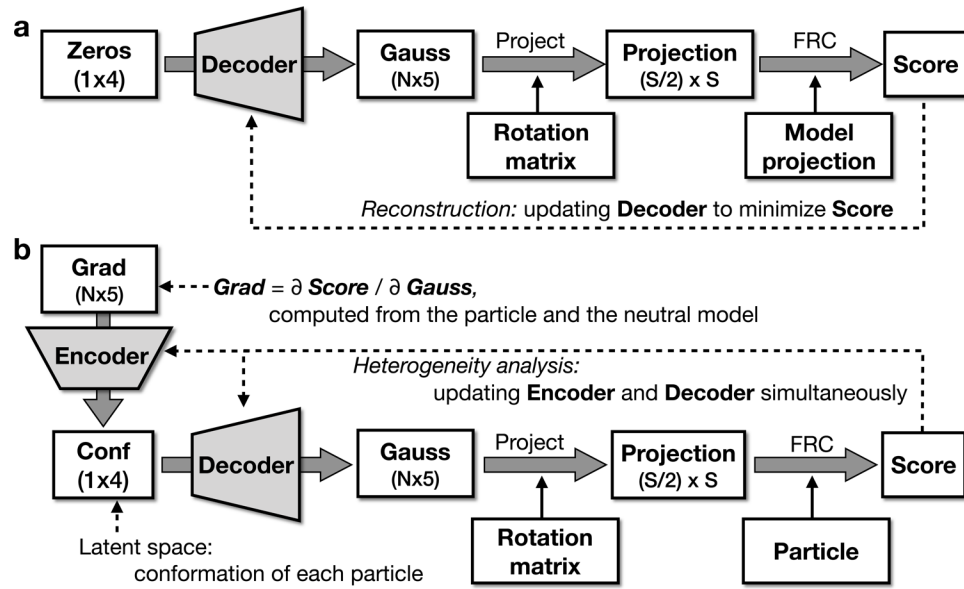 a
Zeros
(1x4)
Decoder
Gauss
(Nx5)
Project
Rotation
matrix
Projection
(S/2) x S
FRC
Model
projection
Score
Reconstruction: updating Decoder to minimize Score
b
Grad
(Nx5)
Grad = ∂ Score / ∂ Gauss,
computed from the particle and the neutral model
Encoder
Heterogeneity analysis:
updating Encoder and Decoder simultaneously
Conf
(1x4)
Decoder
Gauss
(Nx5)
Project
Rotation
matrix
Projection
(S/2) x S
FRC
Particle
Score
Latent space:
conformation of each particle